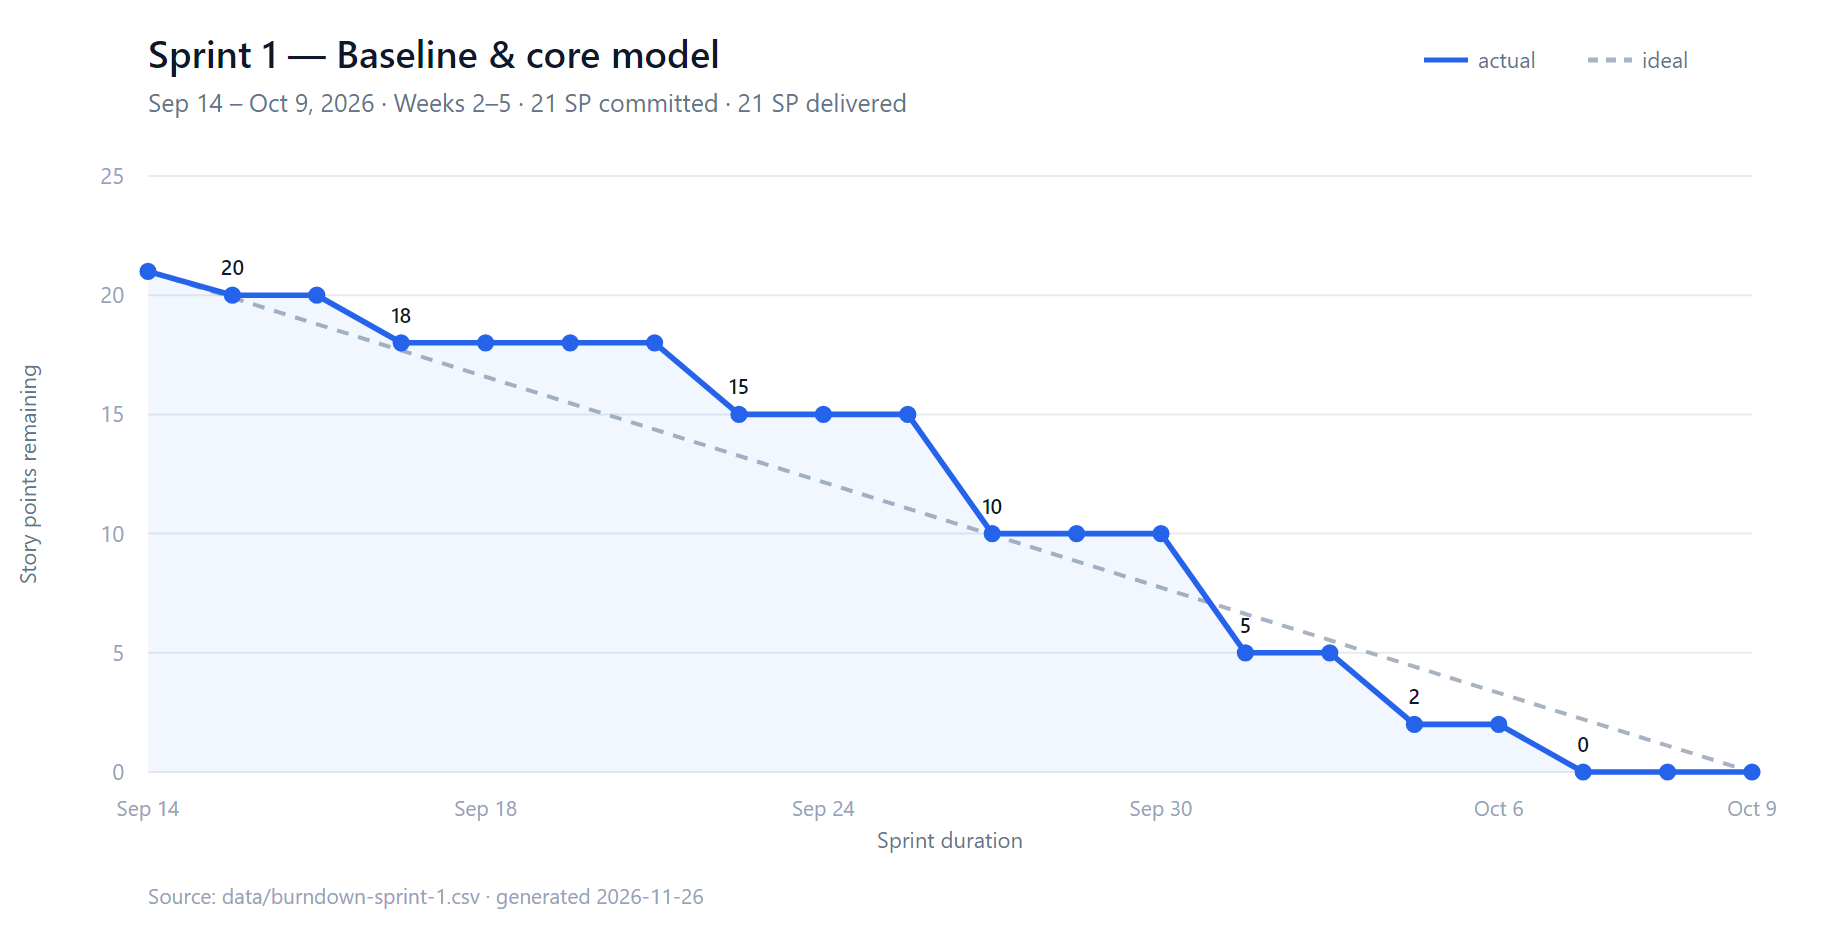 Sprint 1 — Baseline & core model
actual
ideal
Sep 14 – Oct 9, 2026 · Weeks 2–5 · 21 SP committed · 21 SP delivered
25
20
15
10
5
0
Story points remaining
20
18
15
10
5
2
0
Sep 14
Sep 18
Sep 24
Sep 30
Oct 6
Oct 9
Sprint duration
Source: data/burndown-sprint-1.csv · generated 2026-11-26